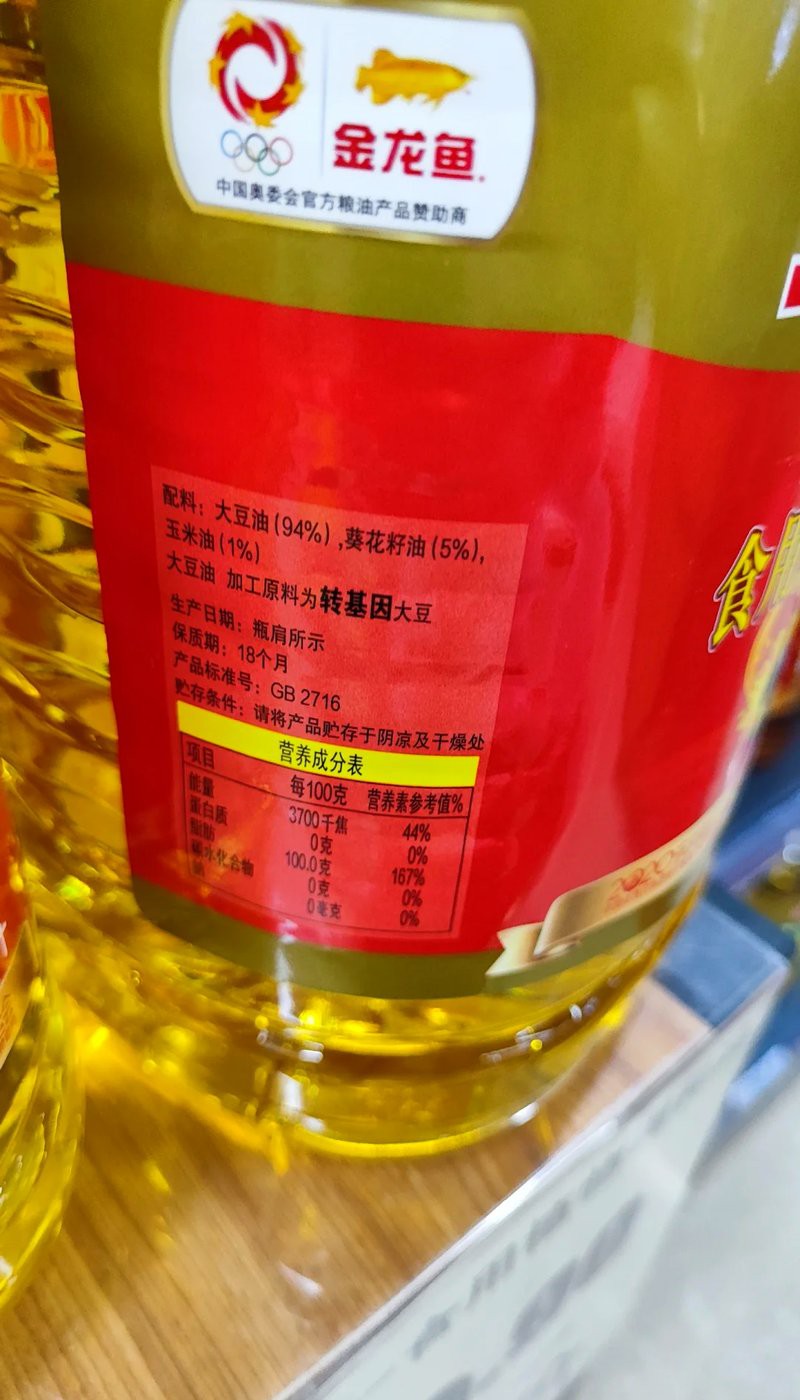 金龙鱼
中国奥委会官方粮油产品赞助商
配料：大豆油(94%),葵花籽油(5%),
玉米油(1%)
大豆油 加工原料为转基因大豆
生产日期：瓶肩所示
保质期：18个月
产品标准号：GB 2716
贮存条件：请将产品贮存于阴凉及干燥处
营养成分表
项目 每100克 营养素参考值%
能量 3700千焦 44%
蛋白质 0克 0%
脂肪 100.0克 167%
碳水化合物 0克 0%
钠 0毫克 0%
食用
2020